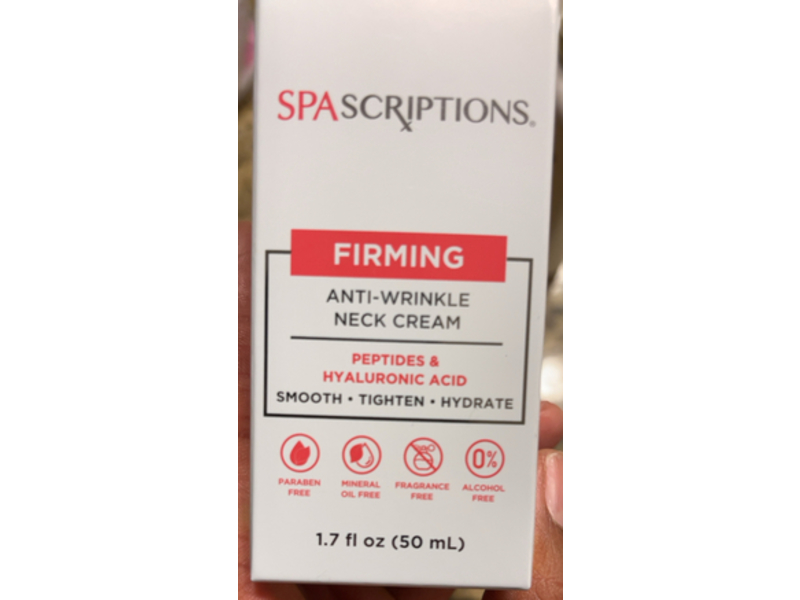 SPASCRIPTIONS®
FIRMING
ANTI-WRINKLE
NECK CREAM
PEPTIDES &
HYALURONIC ACID
SMOOTH • TIGHTEN • HYDRATE
PARABEN
FREE
MINERAL
OIL FREE
FRAGRANCE
FREE
0%
ALCOHOL
FREE
1.7 fl oz (50 mL)